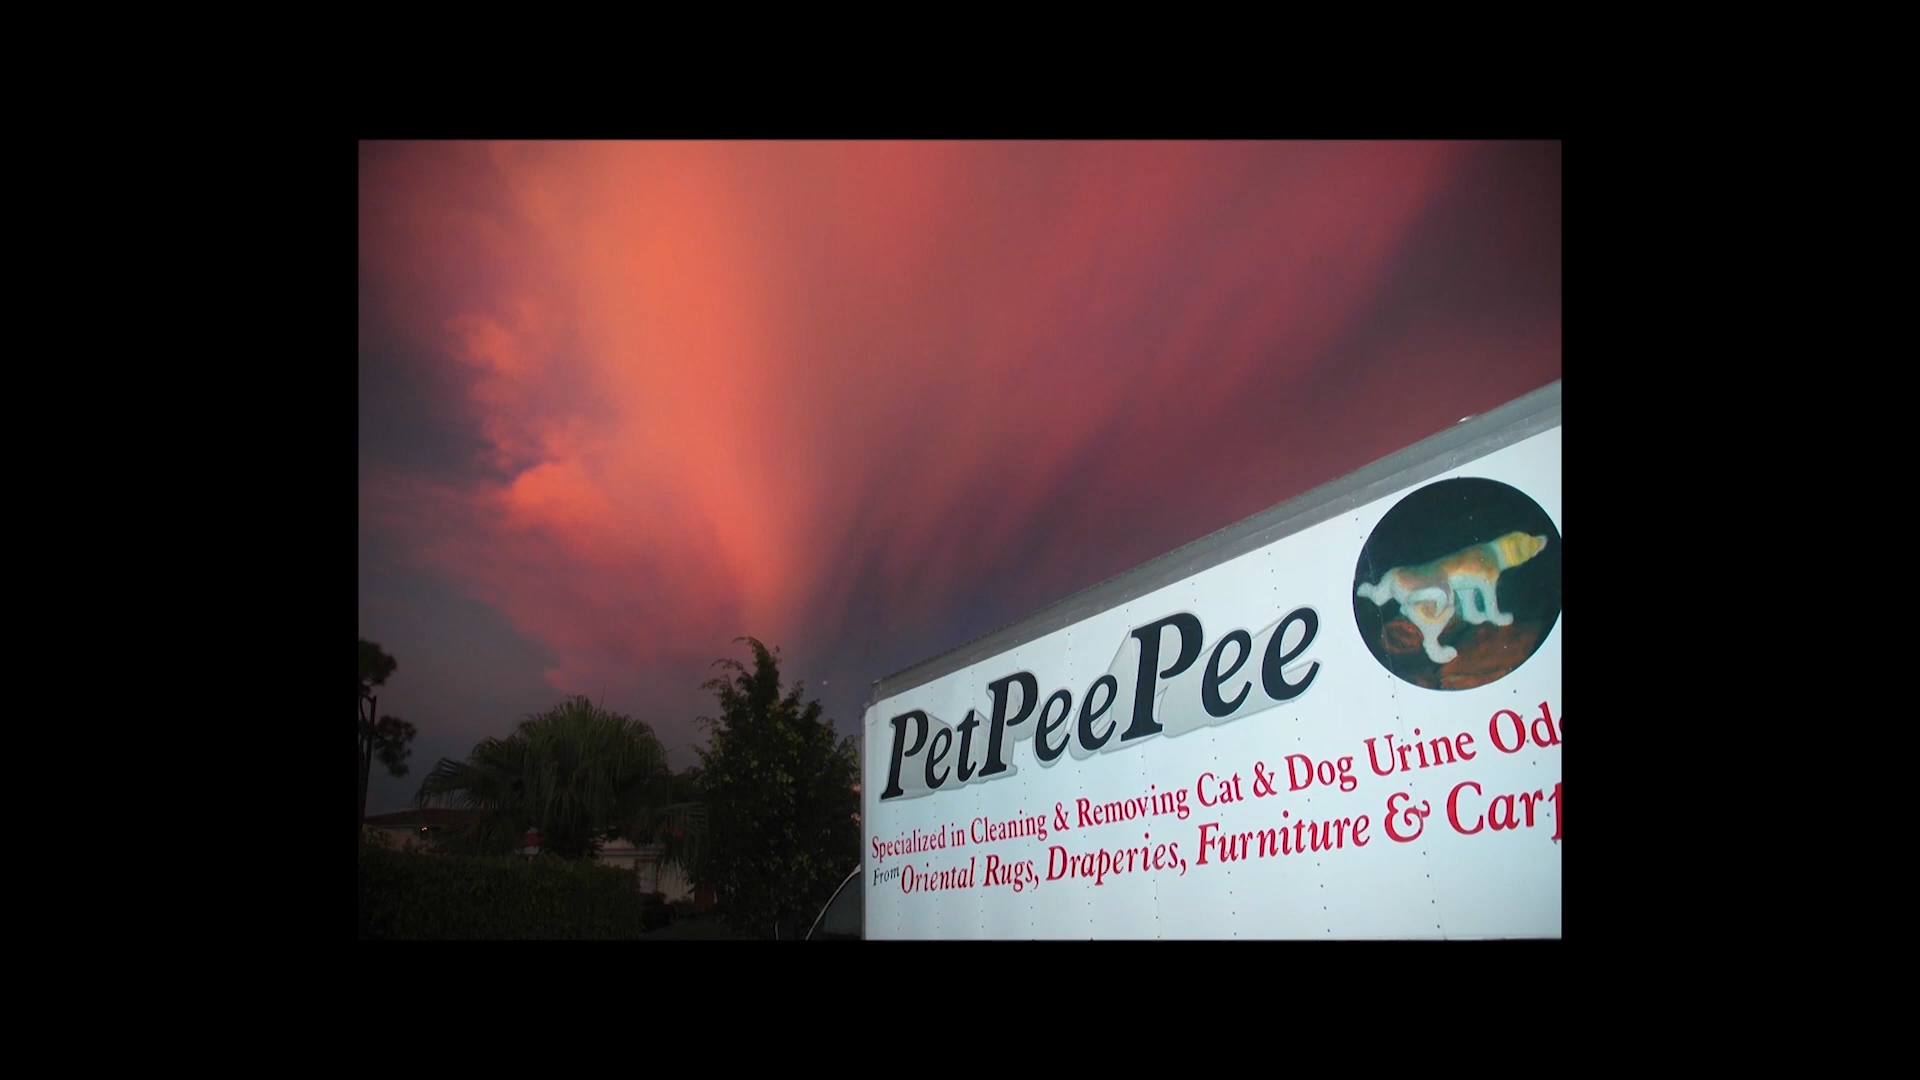 PetPeePee
Specialized in Cleaning & Removing Cat & Dog Urine
From Oriental Rugs, Draperies, Furniture &